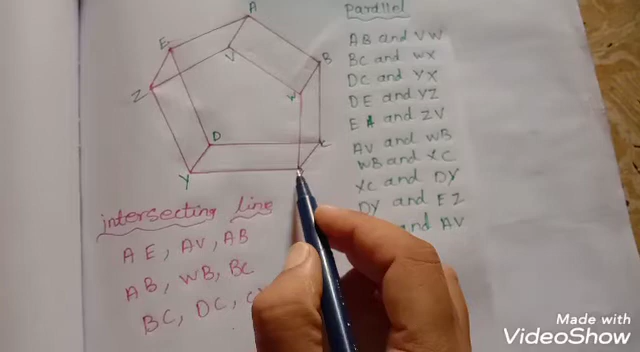 A
E
B
V
Z
W
D
C
Y
Parallel
AB and VW
BC and WX
DC and YX
DE and YZ
EA and ZV
AV and WB
WB and XC
XC and DY
DY and EZ
and AV
intersecting line
AE, AV, AB
AB, WB, BC
BC, DC,
Made with
VideoShow